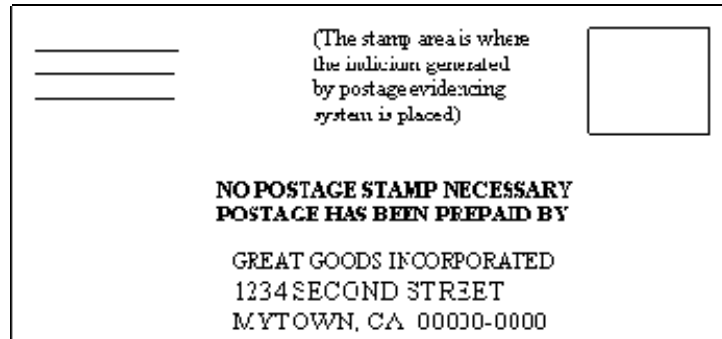 (The stamp area is where
the indicium generated
by postage evidencing
system is placed)
NO POSTAGE STAMP NECESSARY
POSTAGE HAS BEEN PREPAID BY
GREAT GOODS INCORPORATED
1234 SECOND STREET
MYTOWN, CA 00000-0000